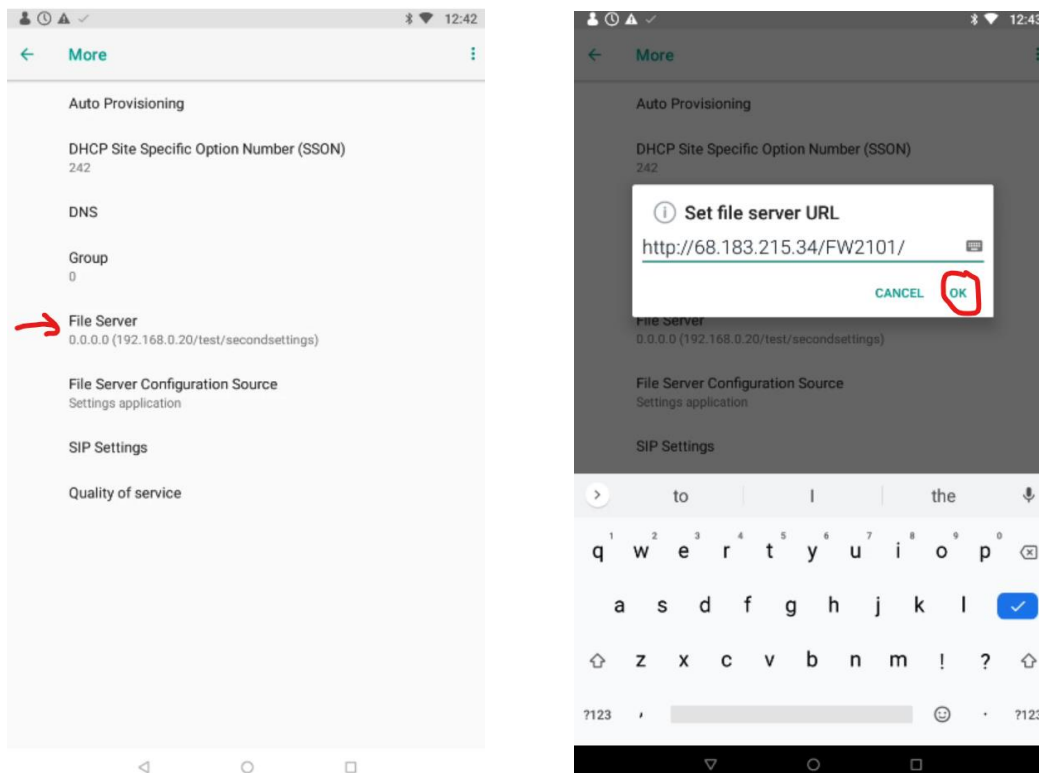 12:42
More
Auto Provisioning
DHCP Site Specific Option Number (SSON)
242
DNS
Group
0
File Server
0.0.0.0 (192.168.0.20/test/secondsettings)
File Server Configuration Source
Settings application
SIP Settings
Quality of service
12:43
More
Auto Provisioning
DHCP Site Specific Option Number (SSON)
242
Set file server URL
http://68.183.215.34/FW2101/
CANCEL OK
File Server
0.0.0.0 (192.168.0.20/test/secondsettings)
File Server Configuration Source
Settings application
SIP Settings
to I the
1 2 3 4 5 6 7 8 9 0
q w e r t y u i o p
a s d f g h j k l
z x c v b n m ! ?
?123 , . ?123